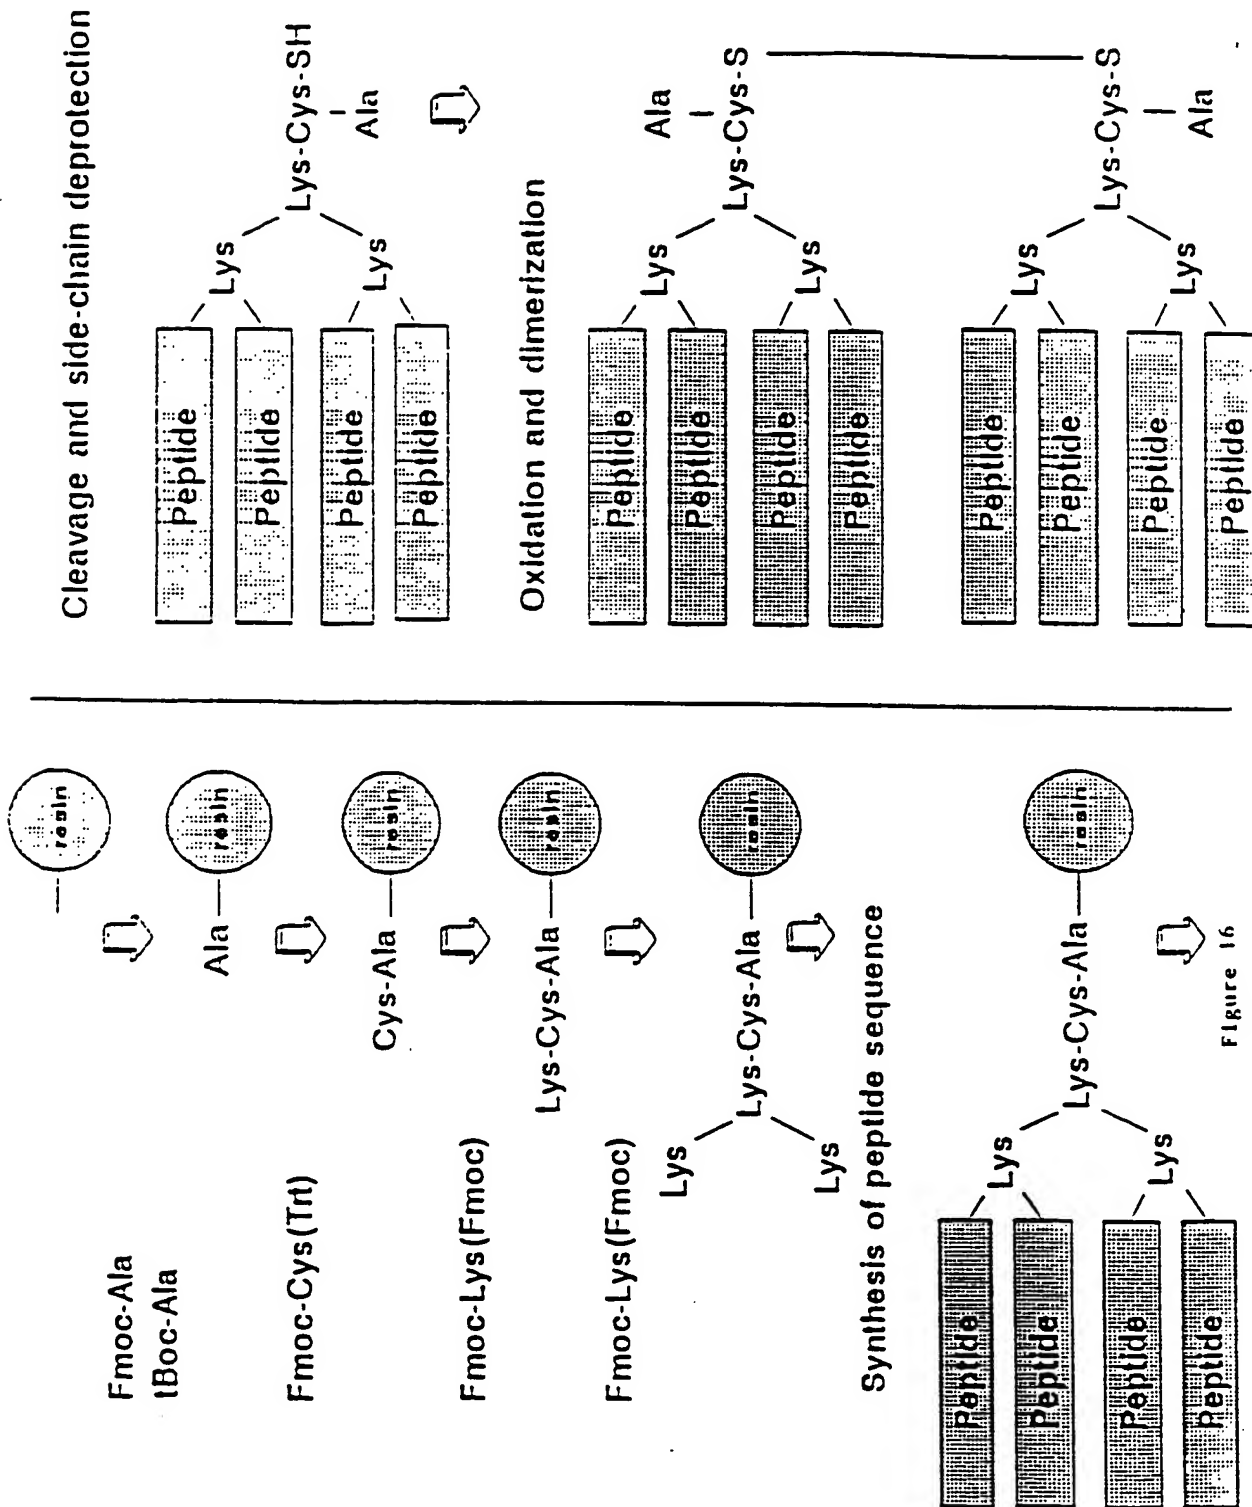 resin
Fmoc-Ala
tBoc-Ala
Ala — resin
Fmoc-Cys(Trt)
Cys-Ala — resin
Fmoc-Lys(Fmoc)
Lys-Cys-Ala — resin
Fmoc-Lys(Fmoc)
Lys
Lys-Cys-Ala — resin
Lys
Synthesis of peptide sequence
Peptide
Lys
Peptide
Lys-Cys-Ala — resin
Peptide
Lys
Peptide
Cleavage and side-chain deprotection
Peptide
Lys
Peptide
Lys-Cys-SH
Peptide
Ala
Lys
Peptide
Oxidation and dimerization
Peptide
Ala
Lys
Peptide
Lys-Cys-S
Peptide
Lys
Peptide
Peptide
Lys
Peptide
Lys-Cys-S
Peptide
Lys
Ala
Peptide
Figure 16